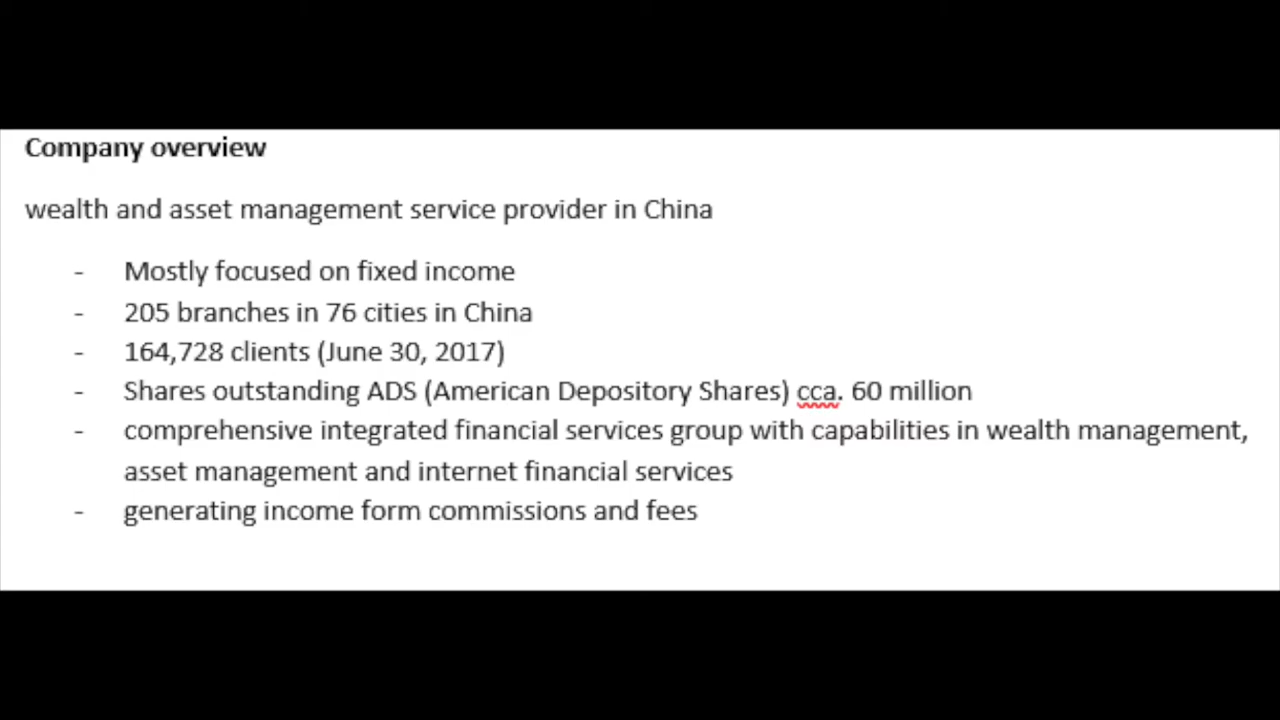 Company overview
wealth and asset management service provider in China
- Mostly focused on fixed income
- 205 branches in 76 cities in China
- 164,728 clients (June 30, 2017)
- Shares outstanding ADS (American Depository Shares) cca. 60 million
- comprehensive integrated financial services group with capabilities in wealth management,
asset management and internet financial services
- generating income form commissions and fees